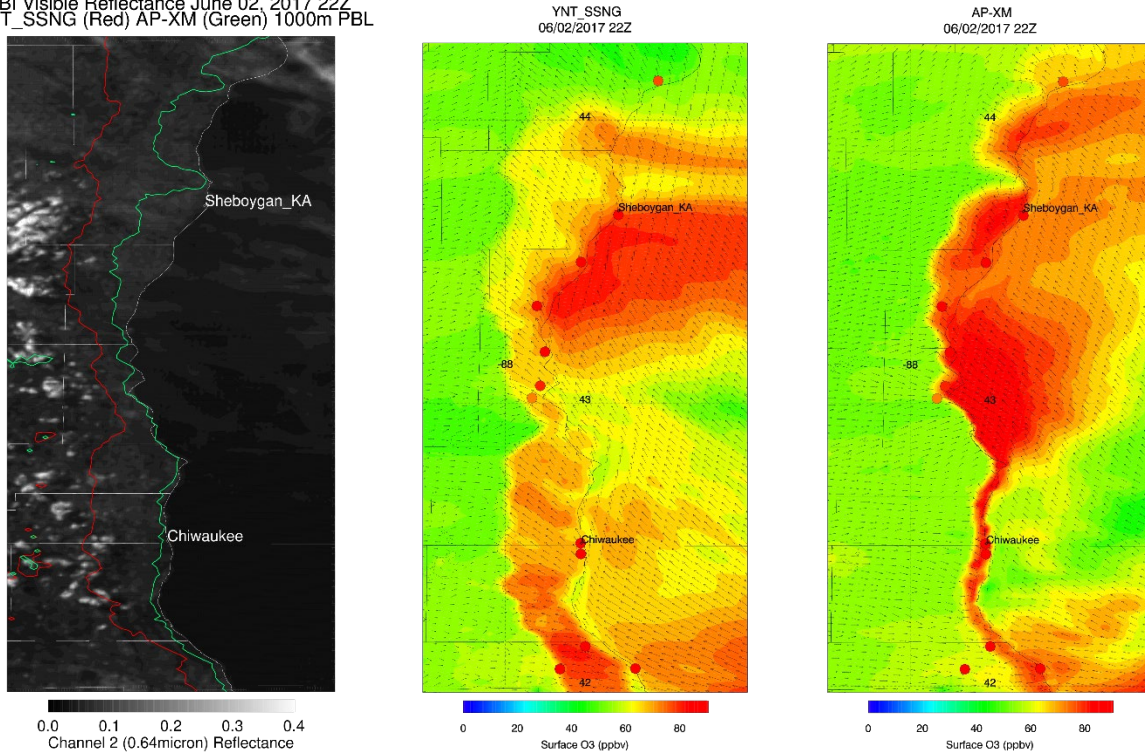 BI Visible Reflectance June 02, 2017 22Z
T_SSNG (Red) AP-XM (Green) 1000m PBL
Sheboygan_KA
Chiwaukee
0.0 0.1 0.2 0.3 0.4
Channel 2 (0.64micron) Reflectance
YNT_SSNG
06/02/2017 22Z
44
Sheboygan_KA
-88
43
Chiwaukee
42
0 20 40 60 80
Surface O3 (ppbv)
AP-XM
06/02/2017 22Z
44
Sheboygan_KA
-88
43
Chiwaukee
42
0 20 40 60 80
Surface O3 (ppbv)